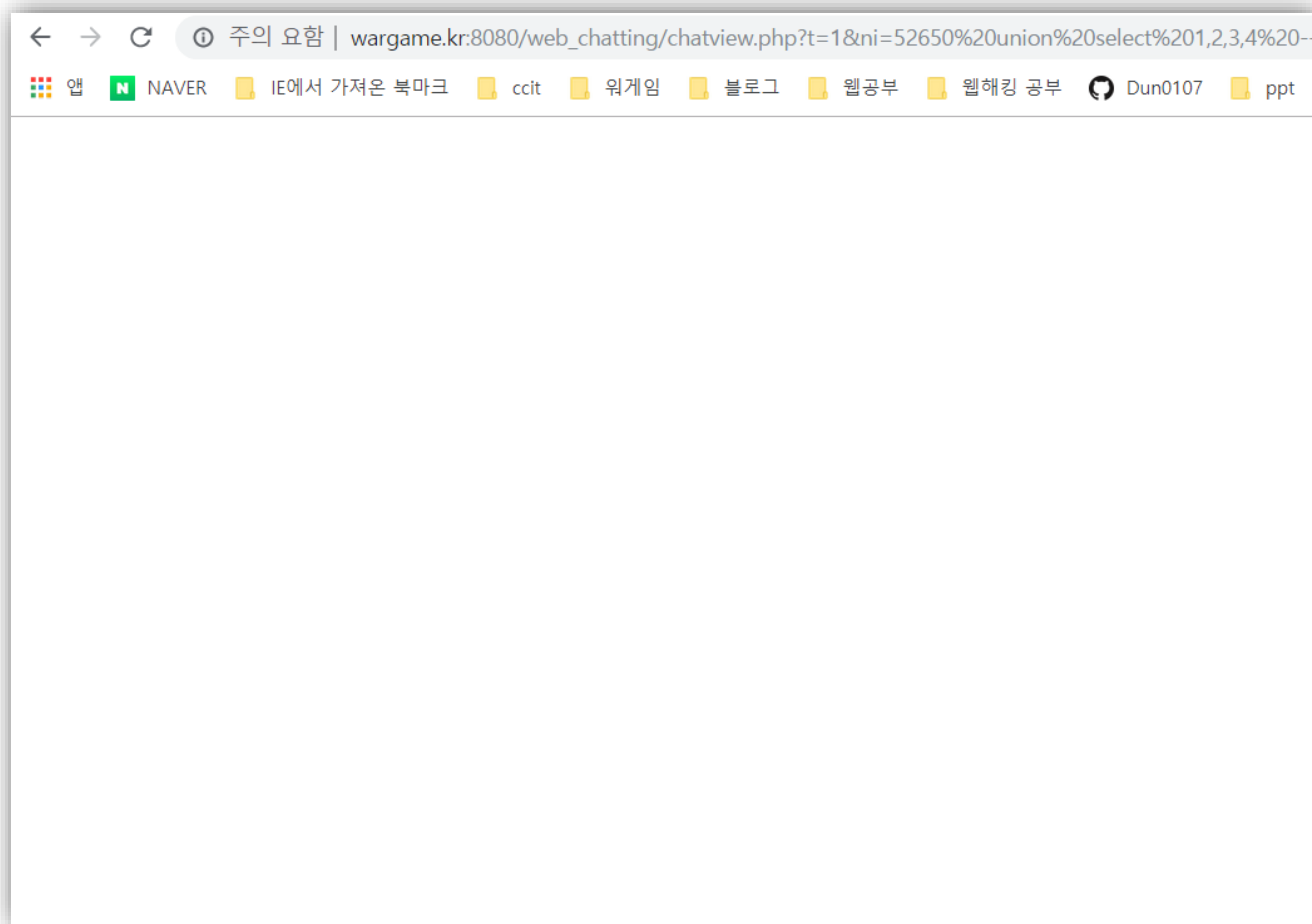 주의 요함 | wargame.kr:8080/web_chatting/chatview.php?t=1&ni=52650%20union%20select%201,2,3,4%20--
앱 NAVER IE에서 가져온 북마크 ccit 워게임 블로그 웹공부 웹해킹 공부 Dun0107 ppt